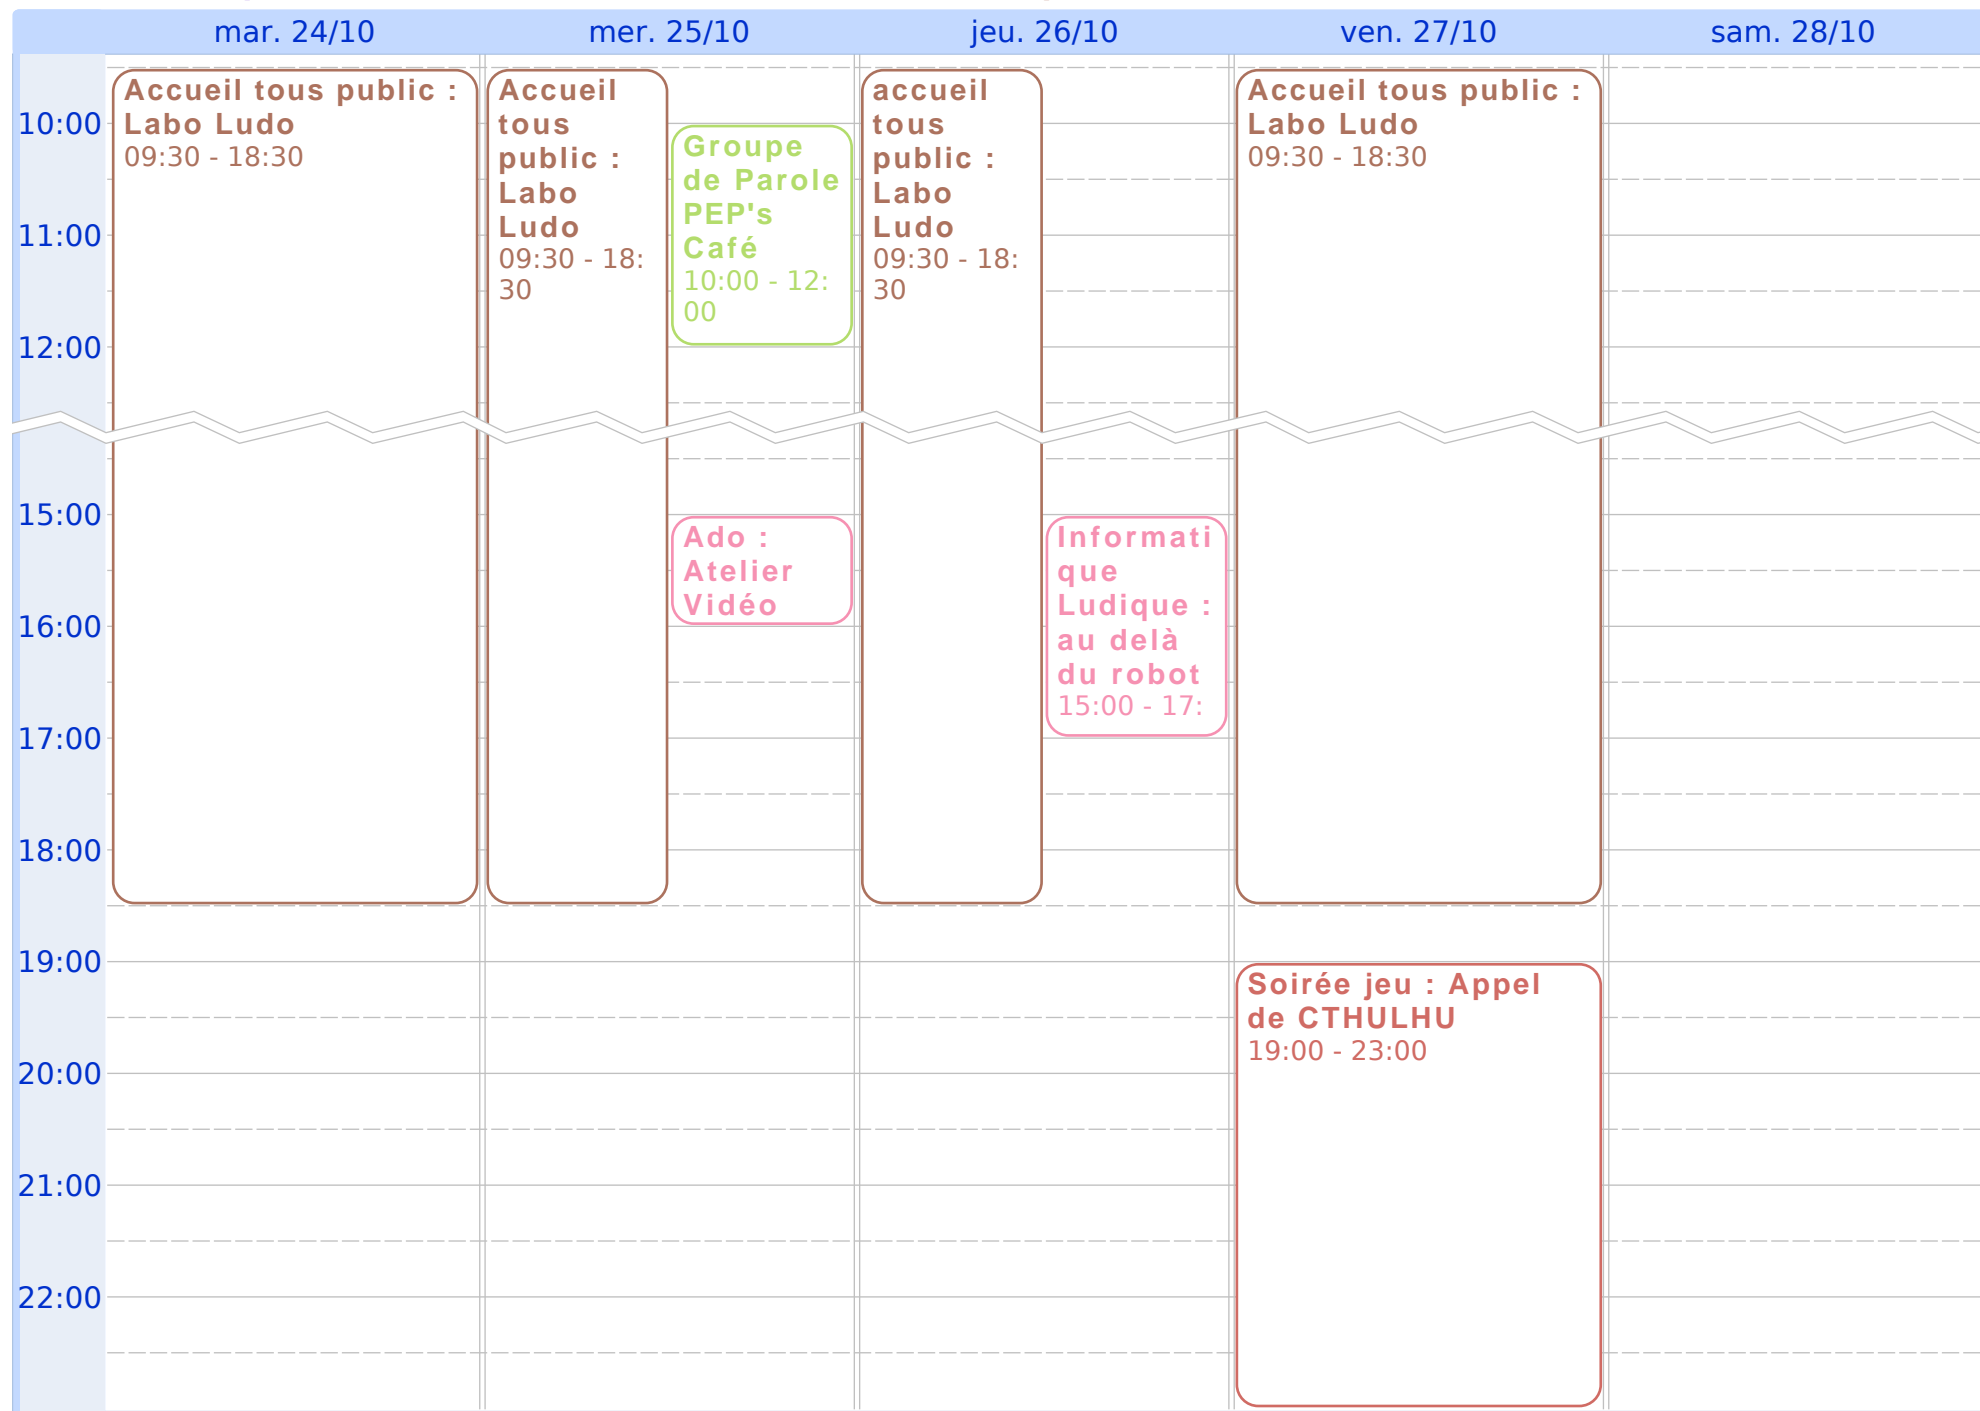 mar. 24/10
mer. 25/10
jeu. 26/10
ven. 27/10
sam. 28/10
10:00
11:00
12:00
15:00
16:00
17:00
18:00
19:00
20:00
21:00
22:00
Accueil tous public :
Labo Ludo
09:30 - 18:30
Accueil
tous
public :
Labo
Ludo
09:30 - 18:
30
Groupe
de Parole
PEP's
Café
10:00 - 12:
00
Ado :
Atelier
Vidéo
accueil
tous
public :
Labo
Ludo
09:30 - 18:
30
Informati
que
Ludique :
au delà
du robot
15:00 - 17:
Accueil tous public :
Labo Ludo
09:30 - 18:30
Soirée jeu : Appel
de CTHULHU
19:00 - 23:00